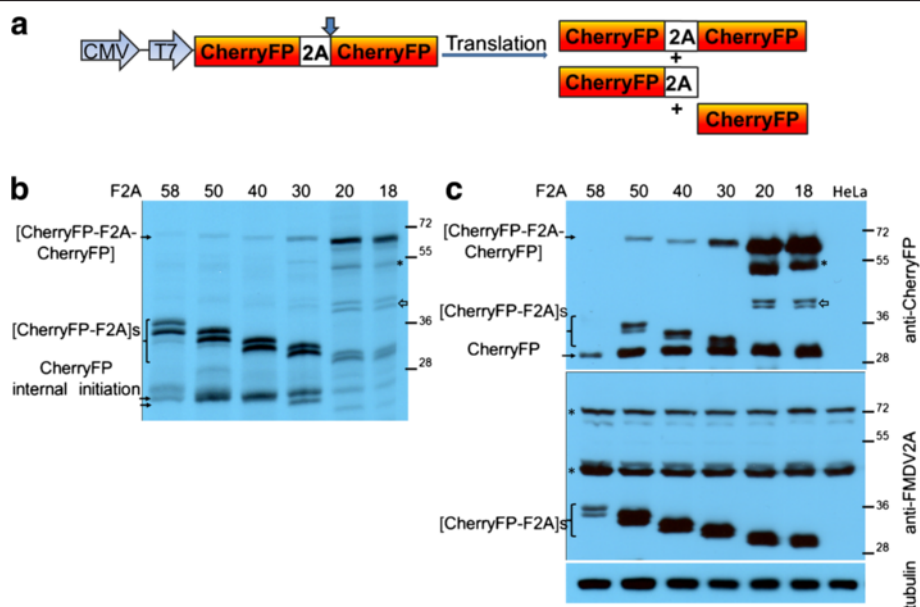 a
CMV T7 CherryFP 2A CherryFP
Translation
CherryFP 2A CherryFP
+
CherryFP 2A
+
CherryFP
b
F2A 58 50 40 30 20 18
[CherryFP-F2A-
CherryFP]
72
55
*
[CherryFP-F2A]s
36
28
CherryFP
internal initiation
c
F2A 58 50 40 30 20 18 HeLa
[CherryFP-F2A-
CherryFP]
72
55
*
[CherryFP-F2A]s
36
CherryFP
28
anti-CherryFP
* 72
55
*
36
[CherryFP-F2A]s
28
anti-FMDV2A
tubulin